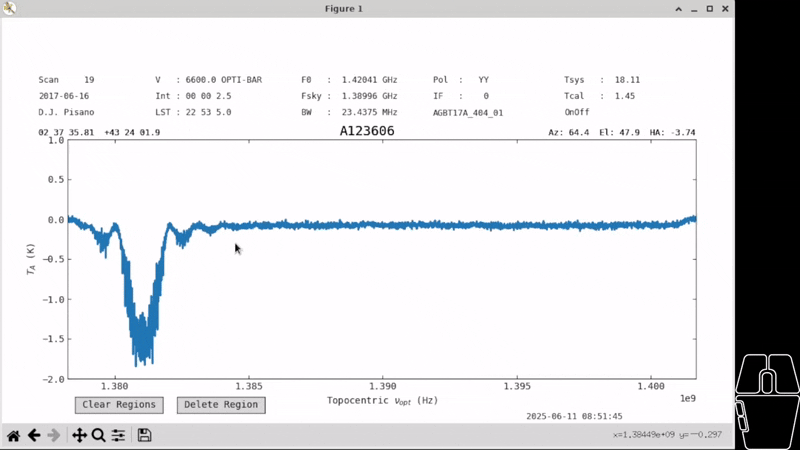 Figure 1
Scan 19 V : 6600.0 OPTI-BAR F0 : 1.42041 GHz Pol : YY Tsys : 18.11
2017-06-16 Int : 00 00 2.5 Fsky : 1.38996 GHz IF : 0 Tcal : 1.45
D.J. Pisano LST : 22 53 5.0 BW : 23.4375 MHz AGBT17A_404_01 OnOff
02 37 35.81 +43 24 01.9 A123606 Az: 64.4 El: 47.9 HA: -3.74
1.0
0.5
0.0
−0.5
−1.0
−1.5
−2.0
T_A (K)
1.380 1.385 1.390 1.395 1.400
1e9
Topocentric ν_opt (Hz)
Clear Regions Delete Region
2025-06-11 08:51:45
x=1.38449e+09 y=−0.297